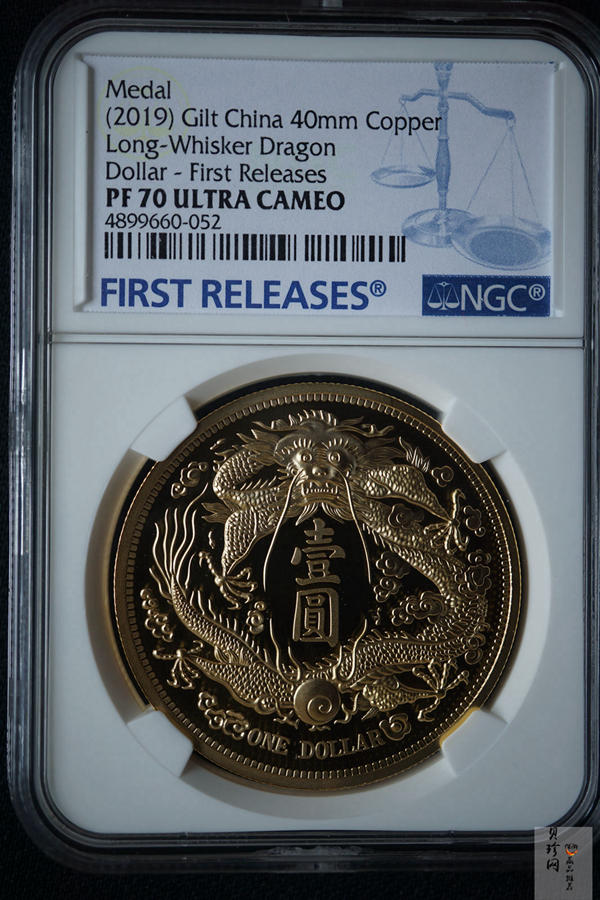 Medal
(2019) Gilt China 40mm Copper
Long-Whisker Dragon
Dollar - First Releases
PF 70 ULTRA CAMEO
4899660-052
FIRST RELEASES®
NGC®
壹
圓
ONE DOLLAR
贝珍网